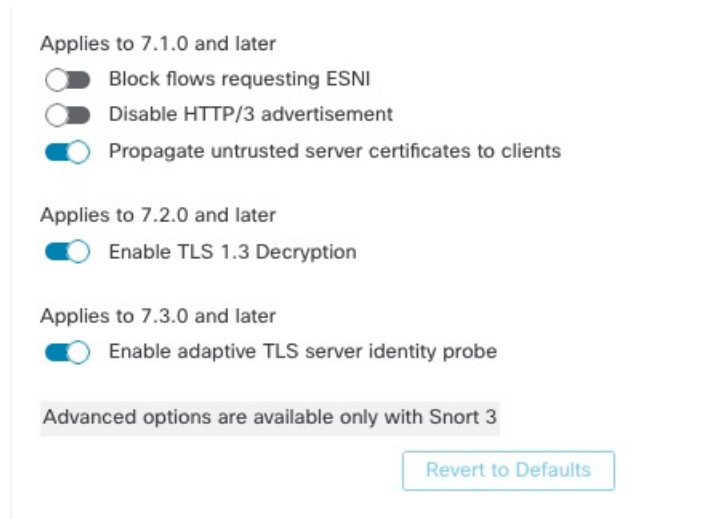 Applies to 7.1.0 and later
Block flows requesting ESNI
Disable HTTP/3 advertisement
Propagate untrusted server certificates to clients
Applies to 7.2.0 and later
Enable TLS 1.3 Decryption
Applies to 7.3.0 and later
Enable adaptive TLS server identity probe
Advanced options are available only with Snort 3
Revert to Defaults